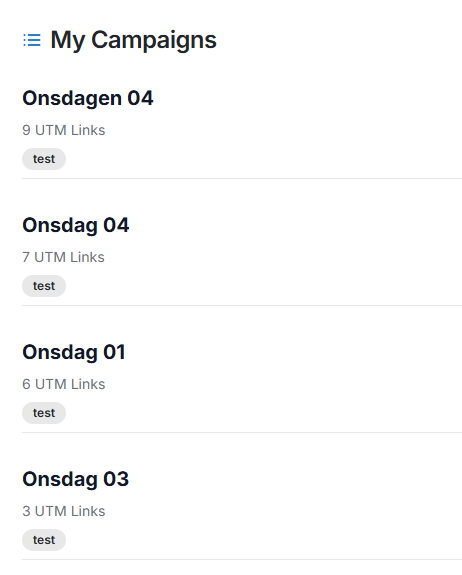 My Campaigns
Onsdagen 04
9 UTM Links
test
Onsdag 04
7 UTM Links
test
Onsdag 01
6 UTM Links
test
Onsdag 03
3 UTM Links
test